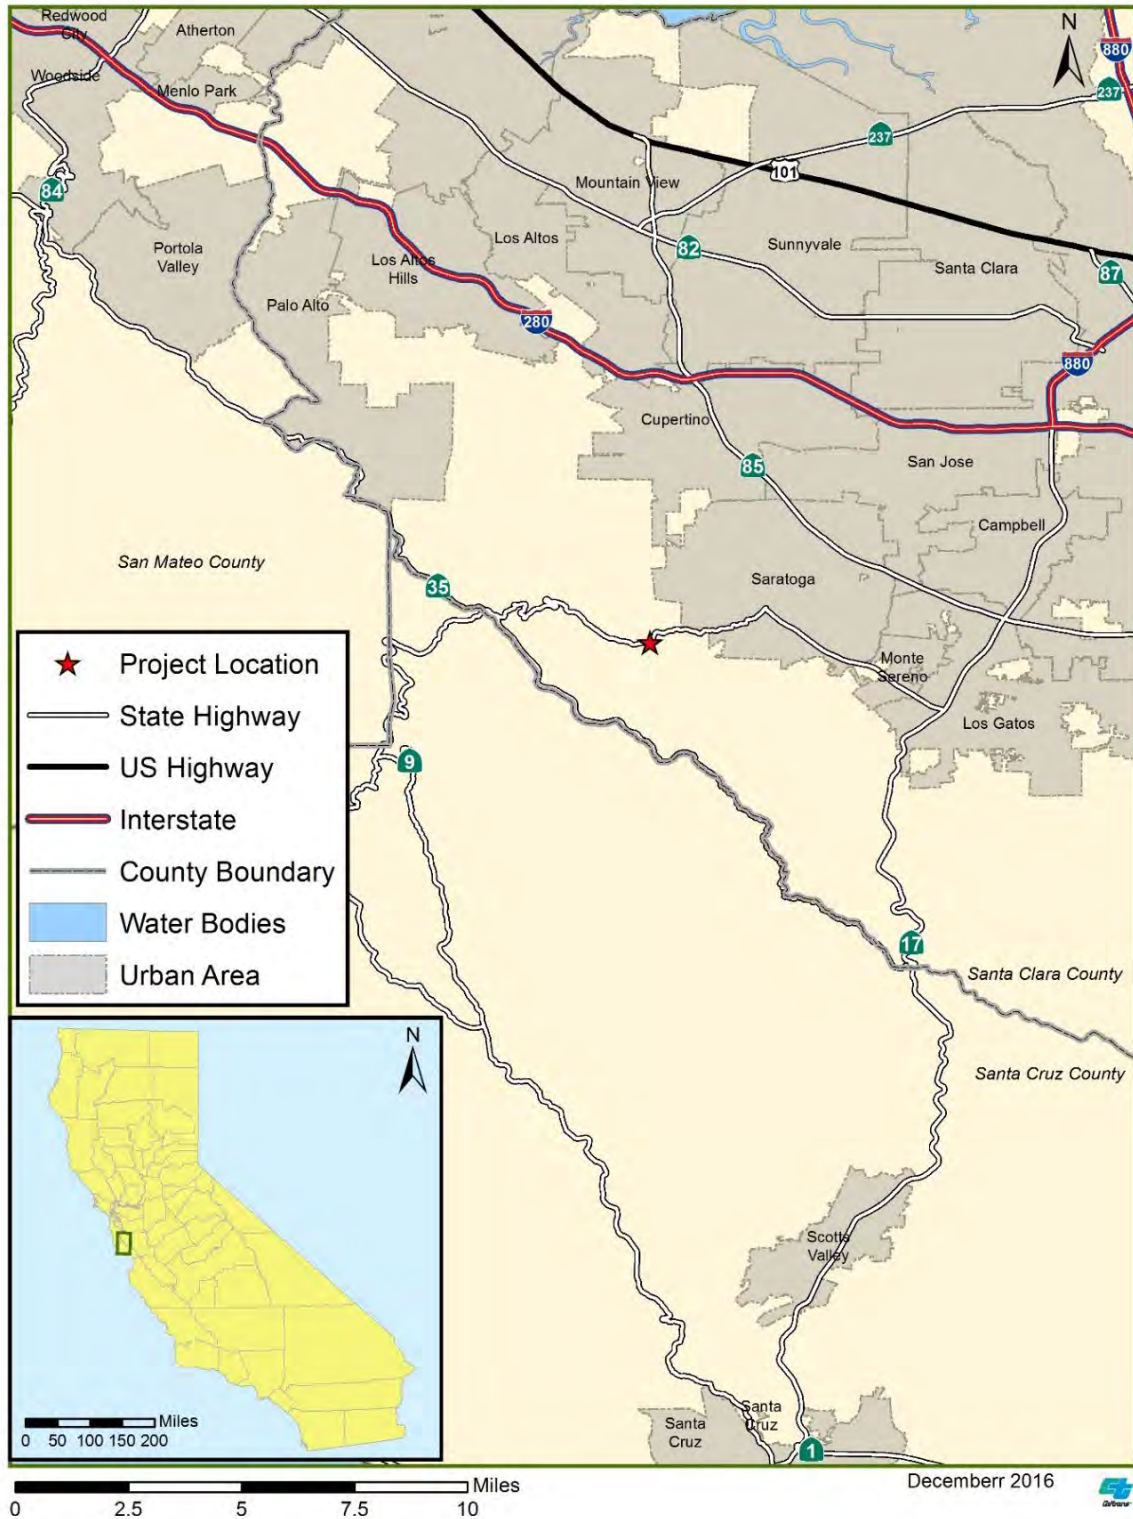 Redwood
City
Atherton
N
880
Woodside
Menlo Park
237
237
101
84
Mountain View
Portola
Valley
Los Altos
82
Sunnyvale
Los Altos
Hills
Santa Clara
87
Palo Alto
280
880
Cupertino
85
San Jose
Campbell
San Mateo County
35
Saratoga
Project Location
Monte
Sereno
State Highway
Los Gatos
US Highway
9
Interstate
County Boundary
Water Bodies
17
Urban Area
Santa Clara County
N
Santa Cruz County
Scotts
Valley
Miles
0 50 100 150 200
Santa
Cruz
Santa
Cruz
1
Miles
0 2.5 5 7.5 10
Decemberr 2016
Caltrans